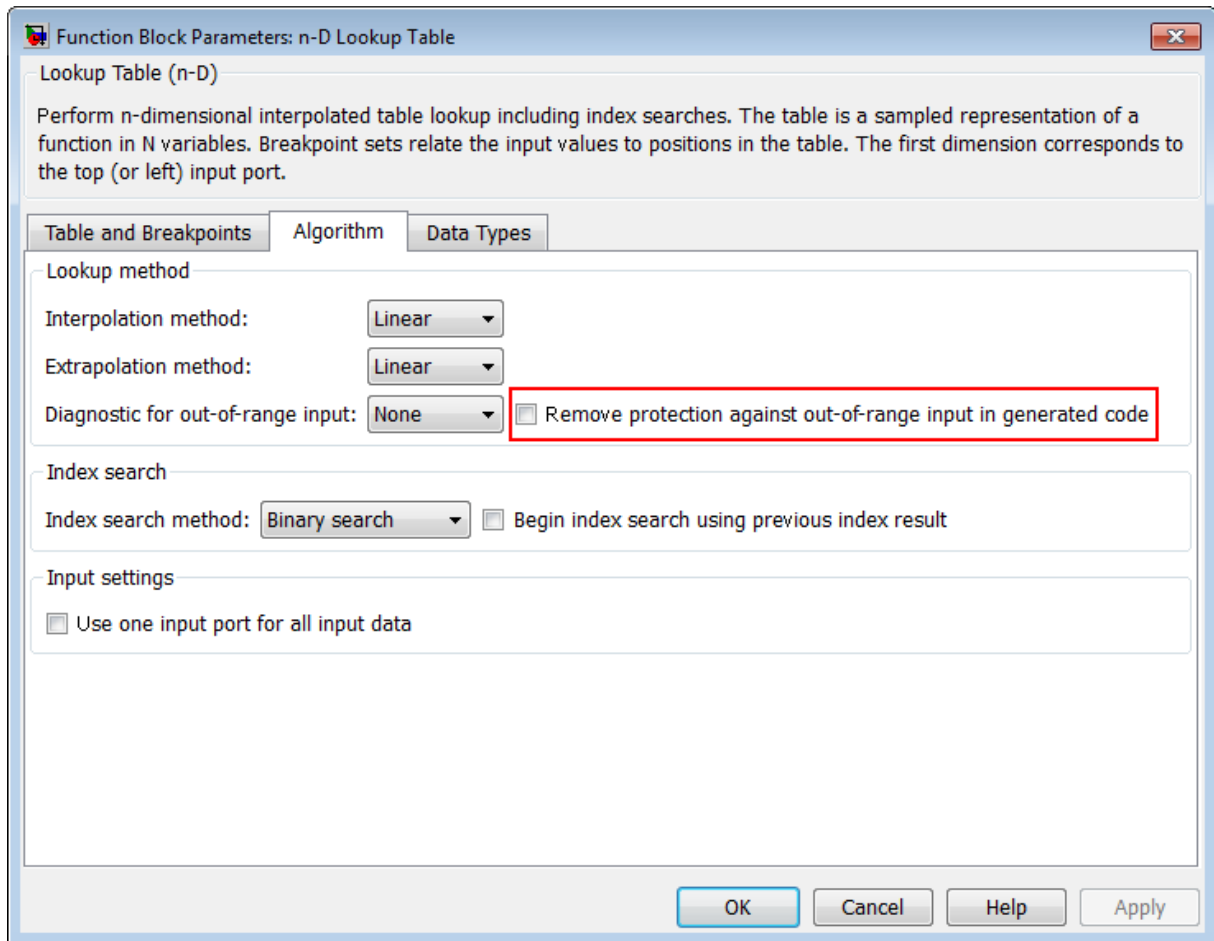 Function Block Parameters: n-D Lookup Table
Lookup Table (n-D)
Perform n-dimensional interpolated table lookup including index searches. The table is a sampled representation of a
function in N variables. Breakpoint sets relate the input values to positions in the table. The first dimension corresponds to
the top (or left) input port.
Table and Breakpoints Algorithm Data Types
Lookup method
Interpolation method: Linear
Extrapolation method: Linear
Diagnostic for out-of-range input: None Remove protection against out-of-range input in generated code
Index search
Index search method: Binary search Begin index search using previous index result
Input settings
Use one input port for all input data
OK Cancel Help Apply